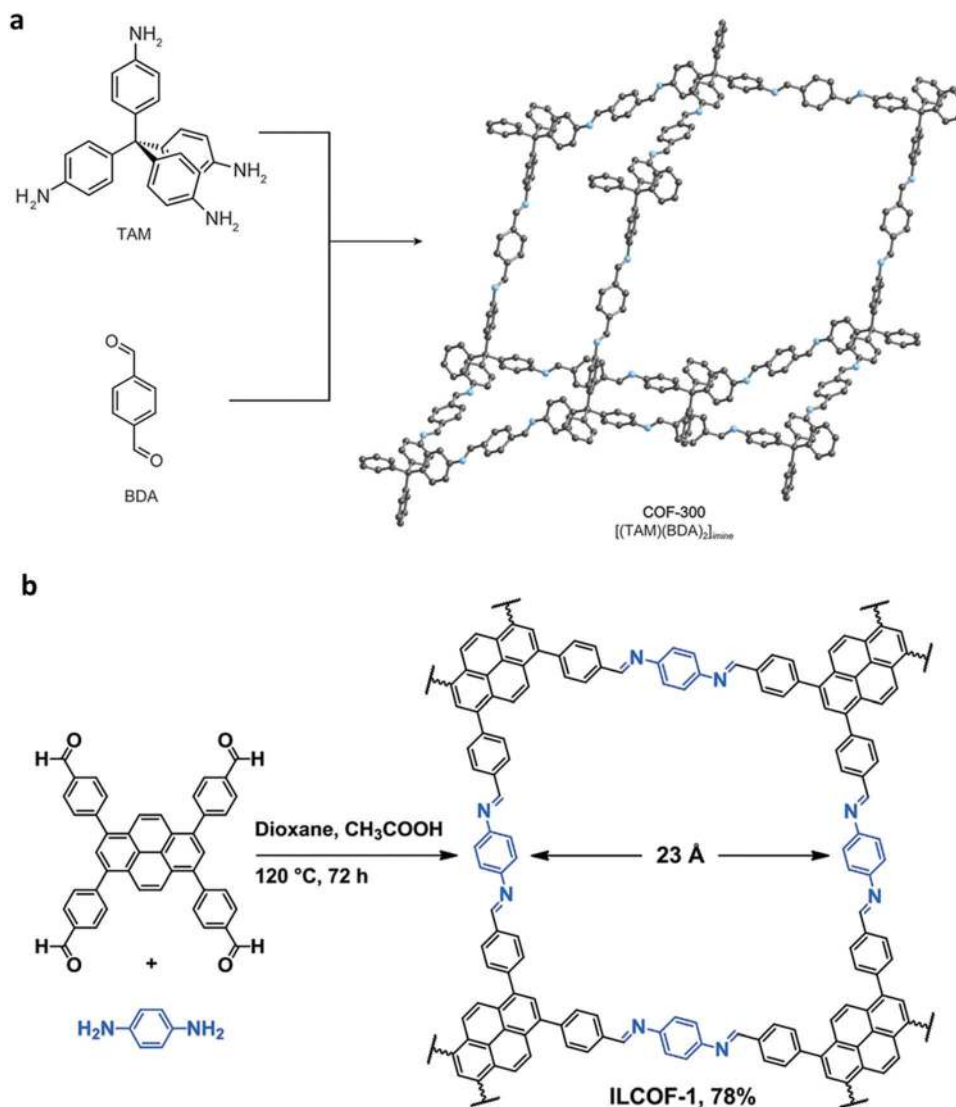 a
NH₂
H₂N
NH₂
NH₂
TAM
O
O
BDA
COF-300
[(TAM)(BDA)₂]imine
b
O
O
H
H
H
H
O
O
+
H₂N
NH₂
Dioxane, CH₃COOH
120 °C, 72 h
N
N
N
N
23 Å
N
N
N
N
ILCOF-1, 78%